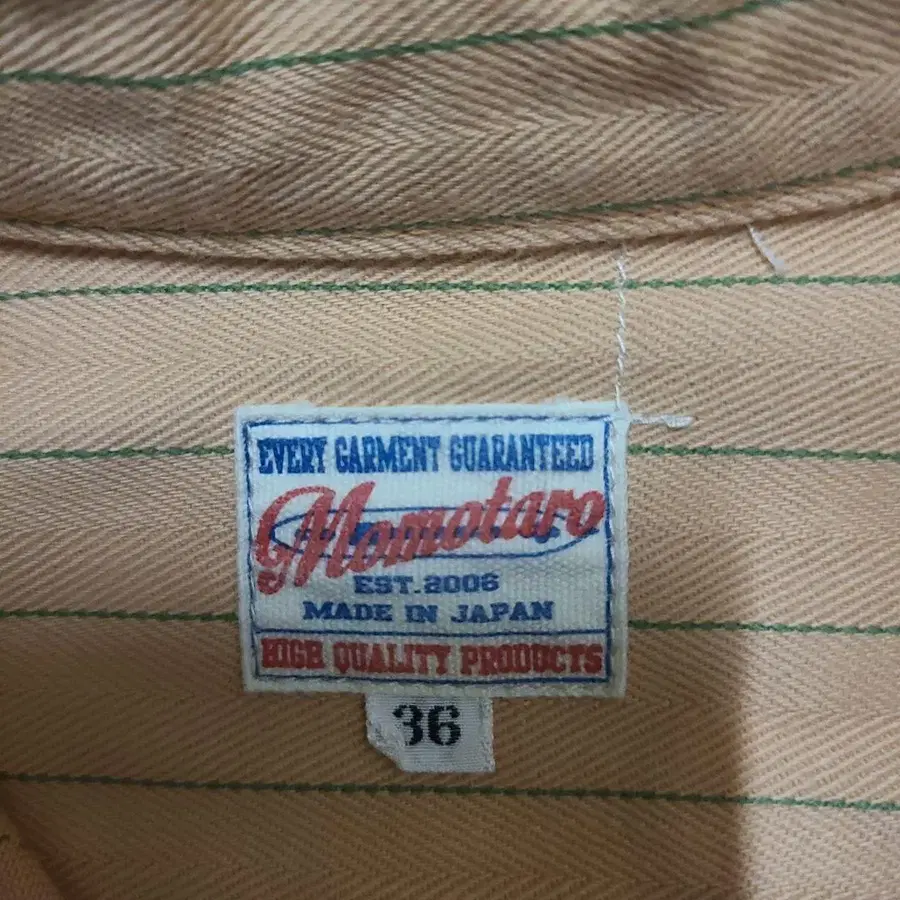 EVERY GARMENT GUARANTEED
Momotaro
EST.2006
MADE IN JAPAN
HIGH QUALITY PRODUCTS
36